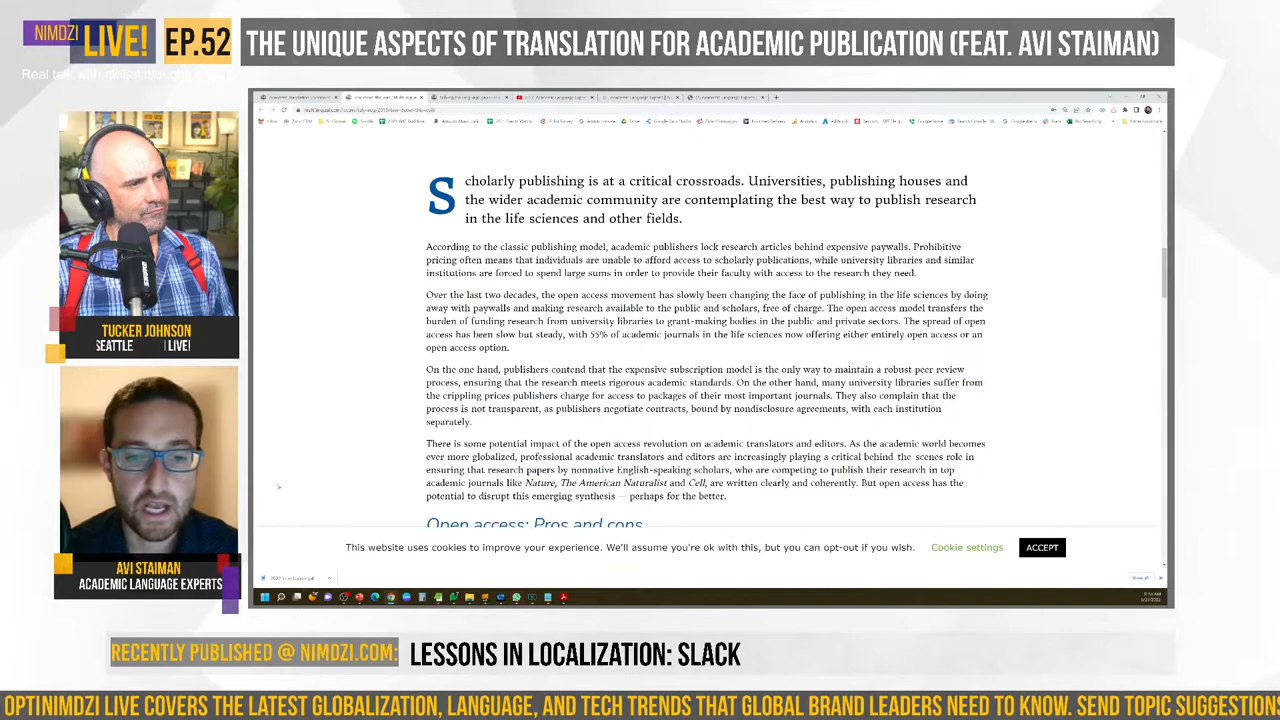 NIMDZI LIVE!
EP.52
THE UNIQUE ASPECTS OF TRANSLATION FOR ACADEMIC PUBLICATION (FEAT. AVI STAIMAN)
Real talk with global
TUCKER JOHNSON
SEATTLE | LIVE!
AVI STAIMAN
ACADEMIC LANGUAGE EXPERTS
Scholarly publishing is at a critical crossroads. Universities, publishing houses and
the wider academic community are contemplating the best way to publish research
in the life sciences and other fields.
According to the classic publishing model, academic publishers lock research articles behind expensive paywalls. Prohibitive
pricing often means that individuals are unable to afford access to scholarly publications, while university libraries and similar
institutions are forced to spend large sums in order to provide their faculty with access to the research they need.
Over the last two decades, the open access movement has slowly been changing the face of publishing in the life sciences by doing
away with paywalls and making research available to the public and scholars, free of charge. The open access model transfers the
burden of funding research from university libraries to grant-making bodies in the public and private sectors. The spread of open
access has been slow but steady, with 55% of academic journals in the life sciences now offering either entirely open access or an
open access option.
On the one hand, publishers contend that the expensive subscription model is the only way to maintain a robust peer review
process, ensuring that the research meets rigorous academic standards. On the other hand, many university libraries suffer from
the crippling prices publishers charge for access to packages of their most important journals. They also complain that the
process is not transparent, as publishers negotiate contracts, bound by nondisclosure agreements, with each institution
separately.
There is some potential impact of the open access revolution on academic translators and editors. As the academic world becomes
ever more globalized, professional academic translators and editors are increasingly playing a critical behind-the-scenes role in
ensuring that research papers by nonnative English-speaking scholars, who are competing to publish their research in top
academic journals like Nature, The American Naturalist and Cell, are written clearly and coherently. But open access has the
potential to disrupt this emerging synthesis — perhaps for the better.
Open access: Pros and cons
This website uses cookies to improve your experience. We'll assume you're ok with this, but you can opt-out if you wish.
Cookie settings
ACCEPT
Show all
RECENTLY PUBLISHED @ NIMDZI.COM:
LESSONS IN LOCALIZATION: SLACK
OPTINIMDZI LIVE COVERS THE LATEST GLOBALIZATION, LANGUAGE, AND TECH TRENDS THAT GLOBAL BRAND LEADERS NEED TO KNOW. SEND TOPIC SUGGESTIONS